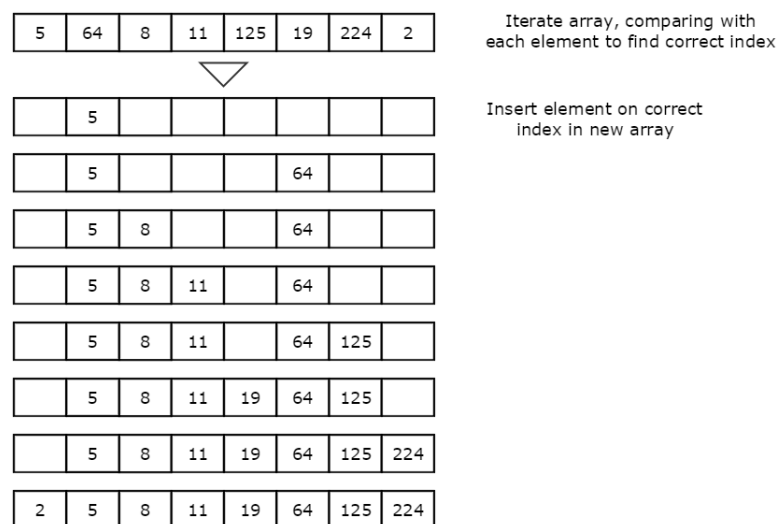 5 64 8 11 125 19 224 2
Iterate array, comparing with
each element to find correct index
5
Insert element on correct
index in new array
5 64
5 8 64
5 8 11 64
5 8 11 64 125
5 8 11 19 64 125
5 8 11 19 64 125 224
2 5 8 11 19 64 125 224